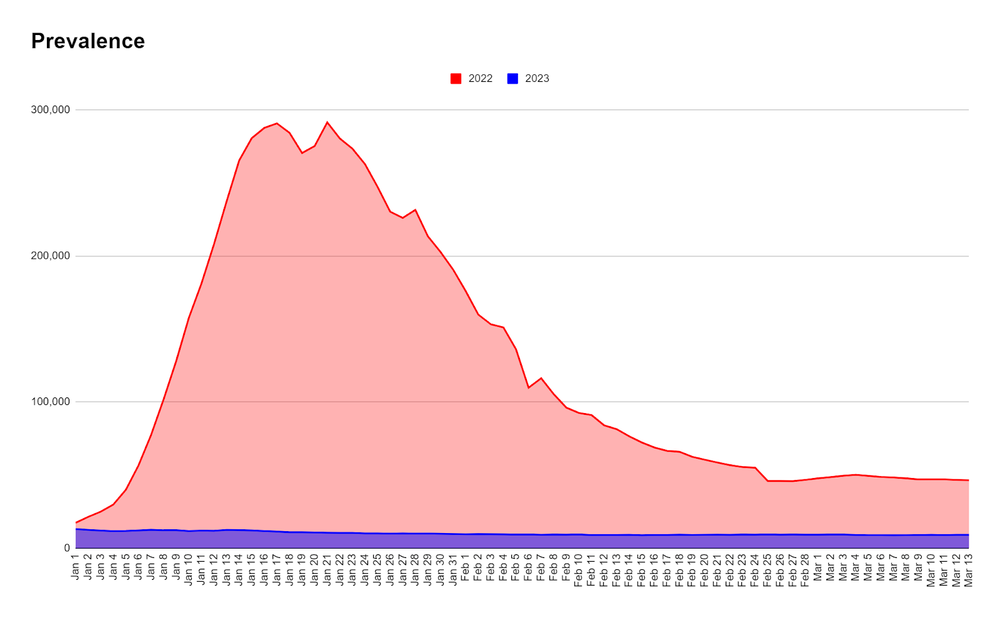 Prevalence
2022
2023
300,000
200,000
100,000
0
Jan 1
Jan 2
Jan 3
Jan 4
Jan 5
Jan 6
Jan 7
Jan 8
Jan 9
Jan 10
Jan 11
Jan 12
Jan 13
Jan 14
Jan 15
Jan 16
Jan 17
Jan 18
Jan 19
Jan 20
Jan 21
Jan 22
Jan 23
Jan 24
Jan 25
Jan 26
Jan 27
Jan 28
Jan 29
Jan 30
Jan 31
Feb 1
Feb 2
Feb 3
Feb 4
Feb 5
Feb 6
Feb 7
Feb 8
Feb 9
Feb 10
Feb 11
Feb 12
Feb 13
Feb 14
Feb 15
Feb 16
Feb 17
Feb 18
Feb 19
Feb 20
Feb 21
Feb 22
Feb 23
Feb 24
Feb 25
Feb 26
Feb 27
Feb 28
Mar 1
Mar 2
Mar 3
Mar 4
Mar 5
Mar 6
Mar 7
Mar 8
Mar 9
Mar 10
Mar 11
Mar 12
Mar 13